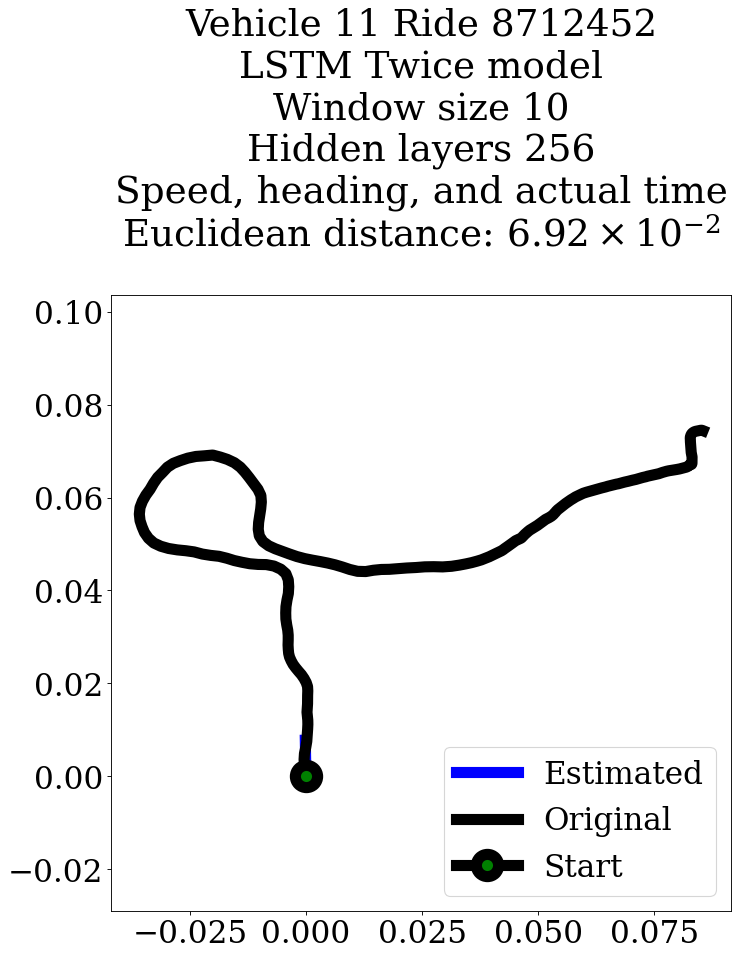 Vehicle 11 Ride 8712452
LSTM Twice model
Window size 10
Hidden layers 256
Speed, heading, and actual time
Euclidean distance: 6.92 × 10⁻²
0.10
0.08
0.06
0.04
0.02
0.00
−0.02
Estimated
Original
Start
−0.025 0.000 0.025 0.050 0.075